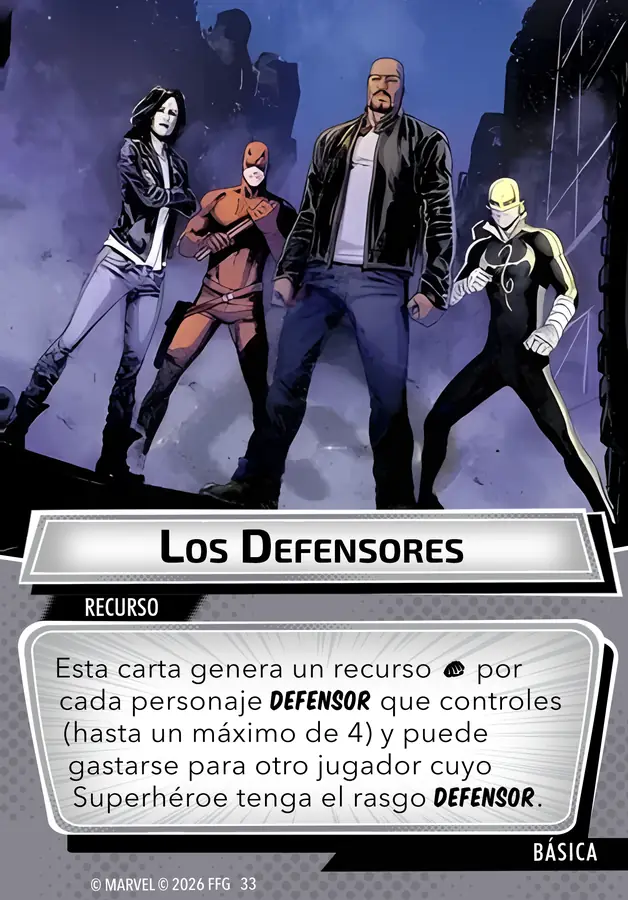 Los Defensores
RECURSO
Esta carta genera un recurso por
cada personaje DEFENSOR que controles
(hasta un máximo de 4) y puede
gastarse para otro jugador cuyo
Superhéroe tenga el rasgo DEFENSOR.
BÁSICA
© MARVEL © 2026 FFG 33